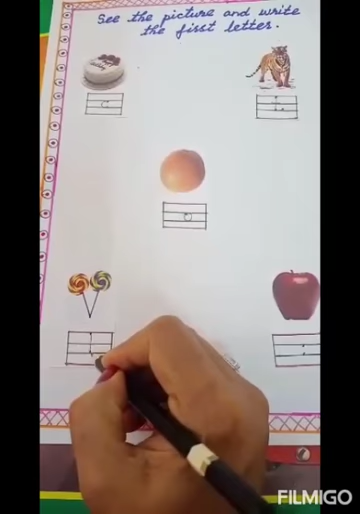 See the picture and write
the first letter.
c
t
o
FILMIGO